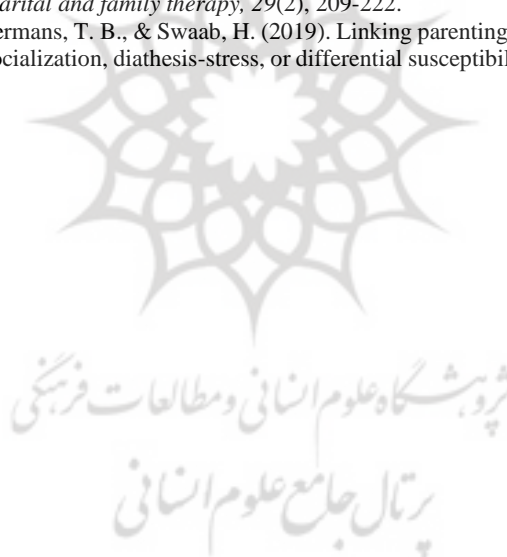 arital and family therapy, 29(2), 209-222.
ermans, T. B., & Swaab, H. (2019). Linking parenting
ocialization, diathesis-stress, or differential susceptibil
ژوهشگاه علوم انسانی و مطالعات فرهنگی
پرتال جامع علوم انسانی